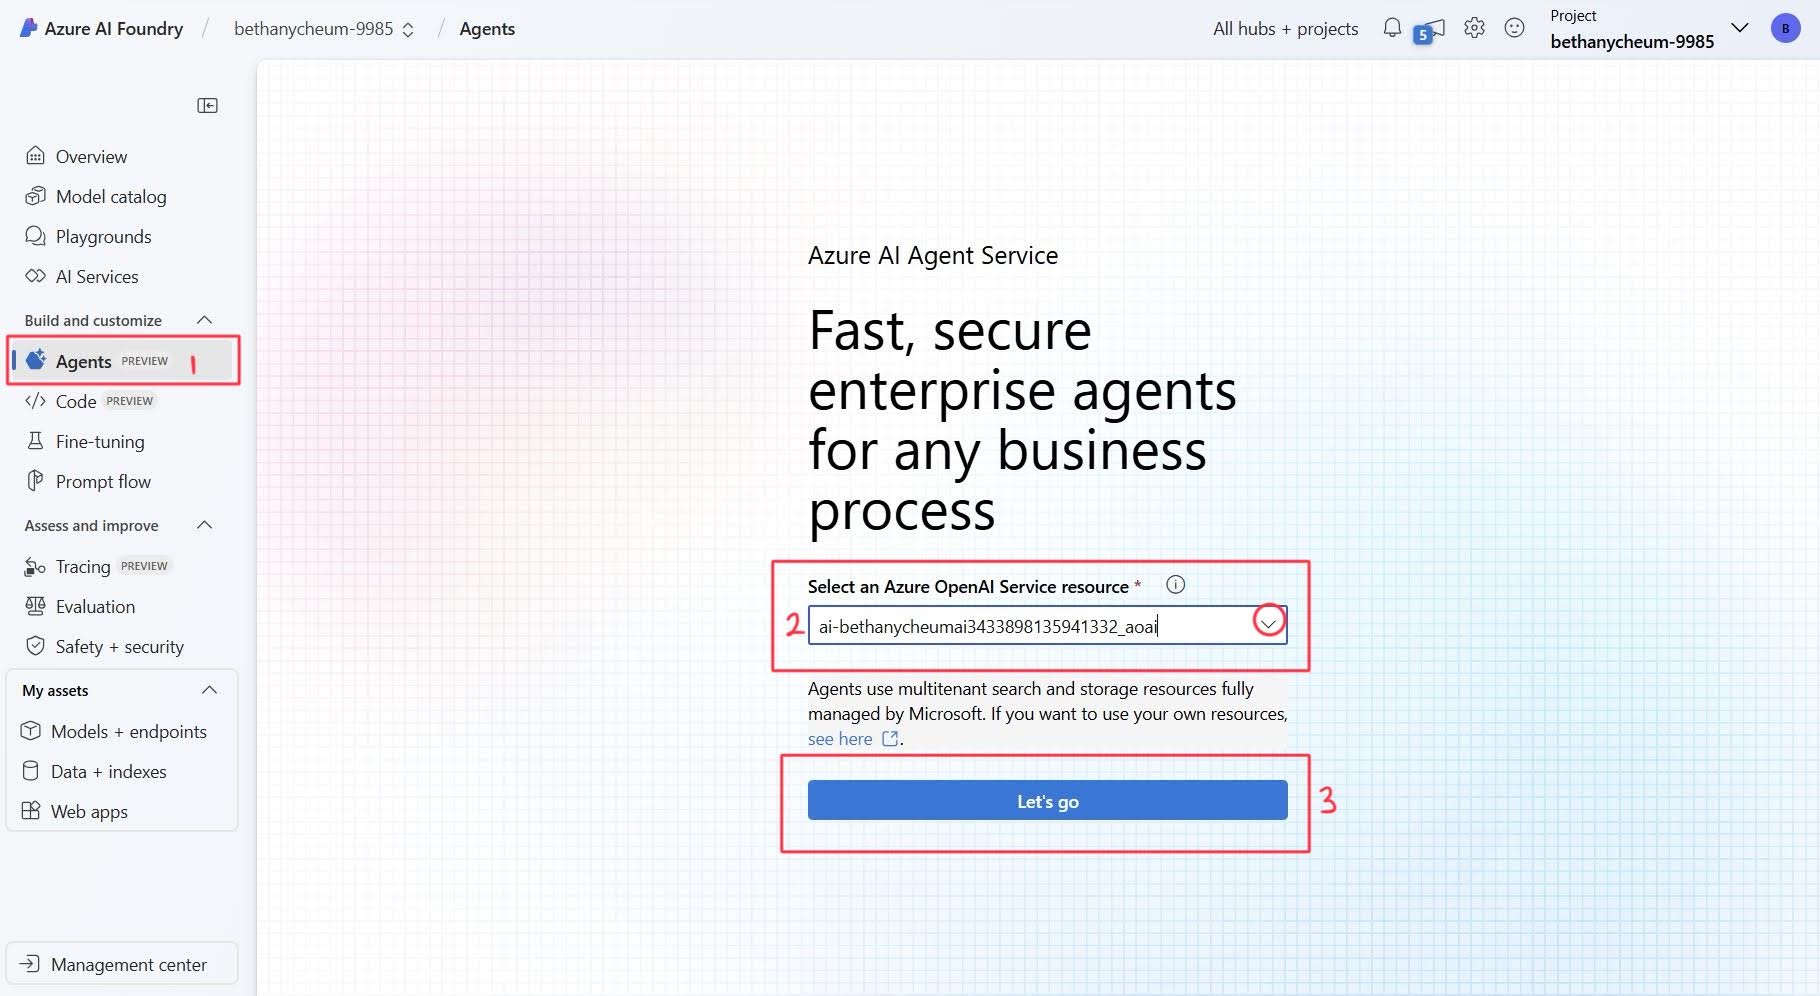 Azure AI Foundry / bethanycheum-9985 / Agents
All hubs + projects
5
Project
bethanycheum-9985
B
Overview
Model catalog
Playgrounds
AI Services
Build and customize
Agents PREVIEW 1
Code PREVIEW
Fine-tuning
Prompt flow
Assess and improve
Tracing PREVIEW
Evaluation
Safety + security
My assets
Models + endpoints
Data + indexes
Web apps
Management center
Azure AI Agent Service
Fast, secure
enterprise agents
for any business
process
Select an Azure OpenAI Service resource *
2 ai-bethanycheumai3433898135941332_aoai
Agents use multitenant search and storage resources fully
managed by Microsoft. If you want to use your own resources,
see here .
Let's go 3